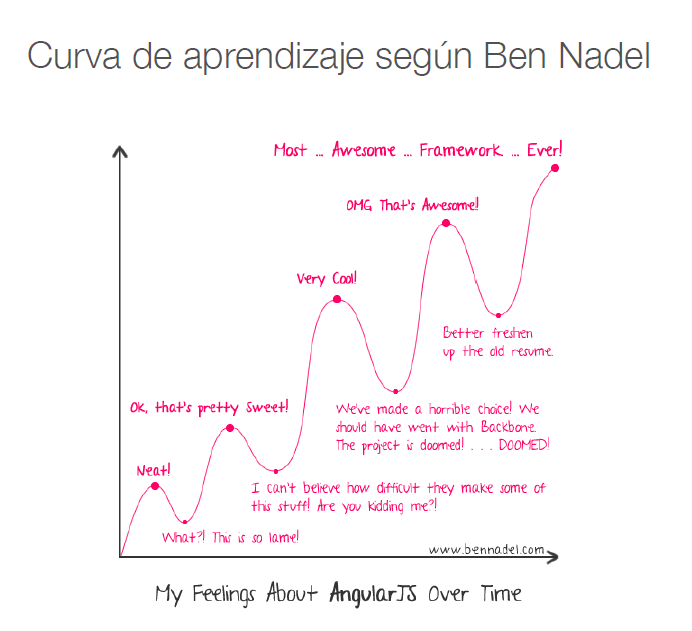 Curva de aprendizaje según Ben Nadel
Most ... Awesome ... Framework ... Ever!
OMG That's Awesome!!
Very Cool!
Better freshen
up the old resume.
Ok, that's pretty Sweet!
We've made a horrible choice! We
should have went with Backbone.
The project is doomed! . . . DOOMED!
Neat!
I can't believe how difficult they make some of
this stuff! Are you kidding me?!
What?! This is so lame!
www.bennadel.com
My Feelings About AngularJS Over Time